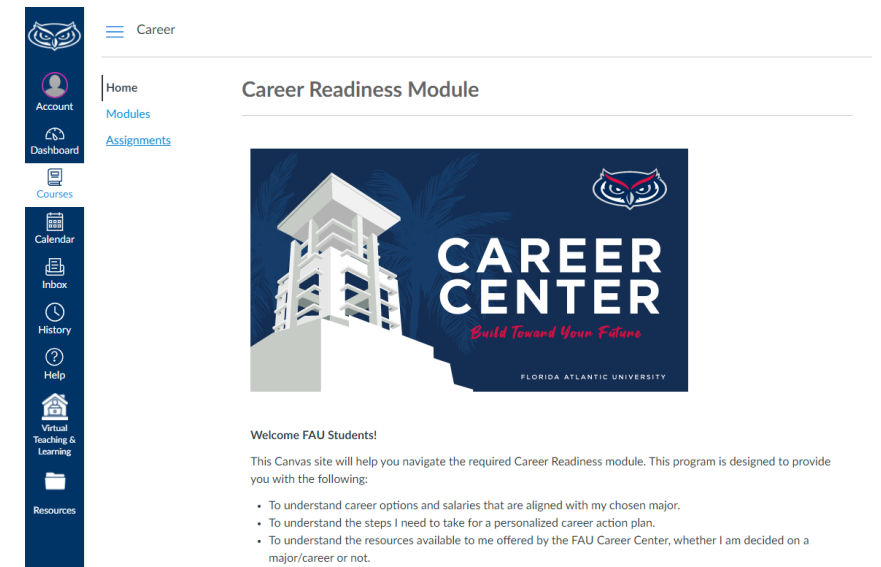 Career
Account
Dashboard
Courses
Calendar
Inbox
History
Help
Virtual
Teaching &
Learning
Resources
Home
Modules
Assignments
Career Readiness Module
CAREER
CENTER
Build Toward Your Future
FLORIDA ATLANTIC UNIVERSITY
Welcome FAU Students!
This Canvas site will help you navigate the required Career Readiness module. This program is designed to provide
you with the following:
• To understand career options and salaries that are aligned with my chosen major.
• To understand the steps I need to take for a personalized career action plan.
• To understand the resources available to me offered by the FAU Career Center, whether I am decided on a
major/career or not.